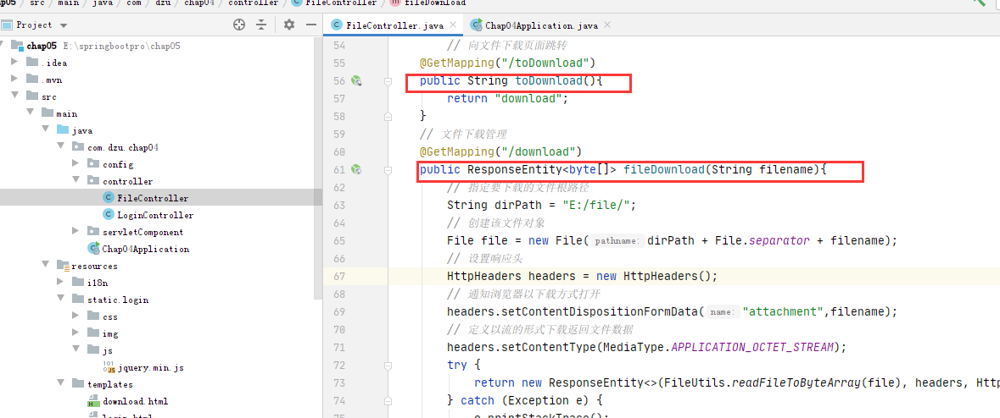 ap05 / src / main / java / com / dzu / chap04 / controller / FileController / fileDownload
Project
chap05 E:\springbootpro\chap05
.idea
.mvn
src
main
java
com.dzu.chap04
config
controller
FileController
LoginController
servletComponent
Chap04Application
resources
i18n
static.login
css
img
js
jquery.min.js
templates
download.html
login.html
FileController.java Chap04Application.java
54 // 向文件下载页面跳转
55 @GetMapping("/toDownload")
56 public String toDownload(){
57 return "download";
58 }
59 // 文件下载管理
60 @GetMapping("/download")
61 public ResponseEntity<byte[]> fileDownload(String filename){
62 // 指定要下载的文件根路径
63 String dirPath = "E:/file/";
64 // 创建该文件对象
65 File file = new File( pathname: dirPath + File.separator + filename);
66 // 设置响应头
67 HttpHeaders headers = new HttpHeaders();
68 // 通知浏览器以下载方式打开
69 headers.setContentDispositionFormData( name: "attachment",filename);
70 // 定义以流的形式下载返回文件数据
71 headers.setContentType(MediaType.APPLICATION_OCTET_STREAM);
72 try {
73 return new ResponseEntity<>(FileUtils.readFileToByteArray(file), headers, Http
74 } catch (Exception e) {
75 e.printStackTrace();